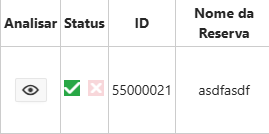 Analisar Status ID Nome da
Reserva
55000021 asdfasdf